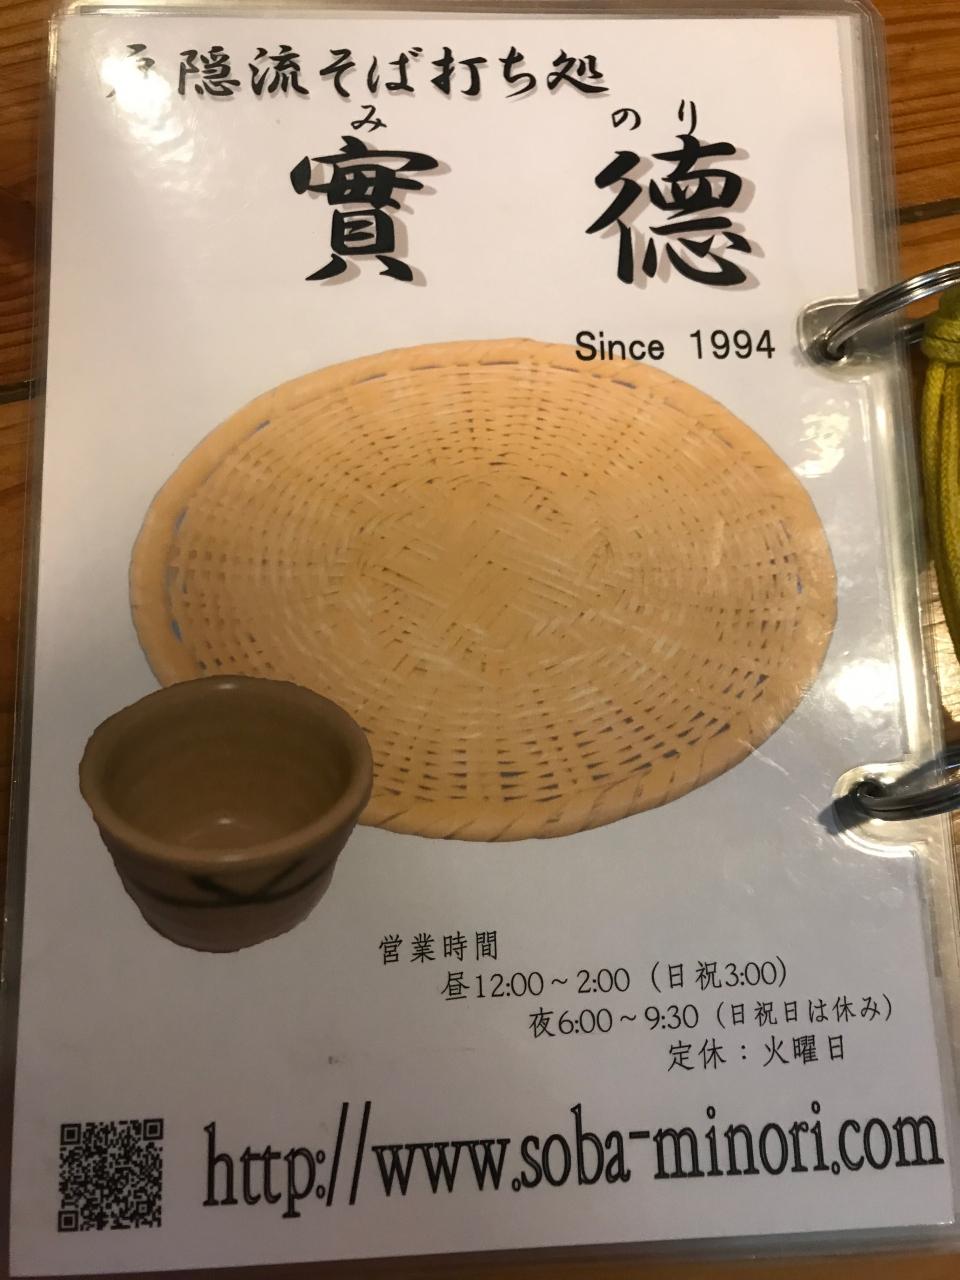 戸隠流そば打ち処
み のり
實 德
Since 1994
営業時間
昼12:00～2:00（日祝3:00）
夜6:00～9:30（日祝日は休み）
定休：火曜日
http://www.soba-minori.com